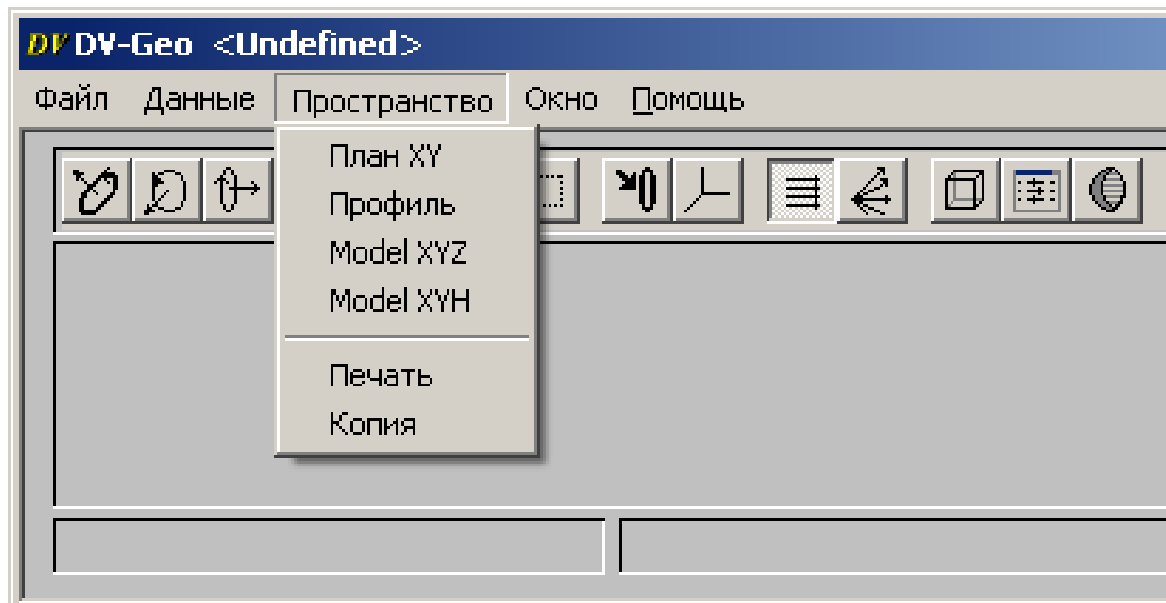 DV DV-Geo <Undefined>
Файл Данные Пространство Окно Помощь
План XY
Профиль
Model XYZ
Model XYH
Печать
Копия